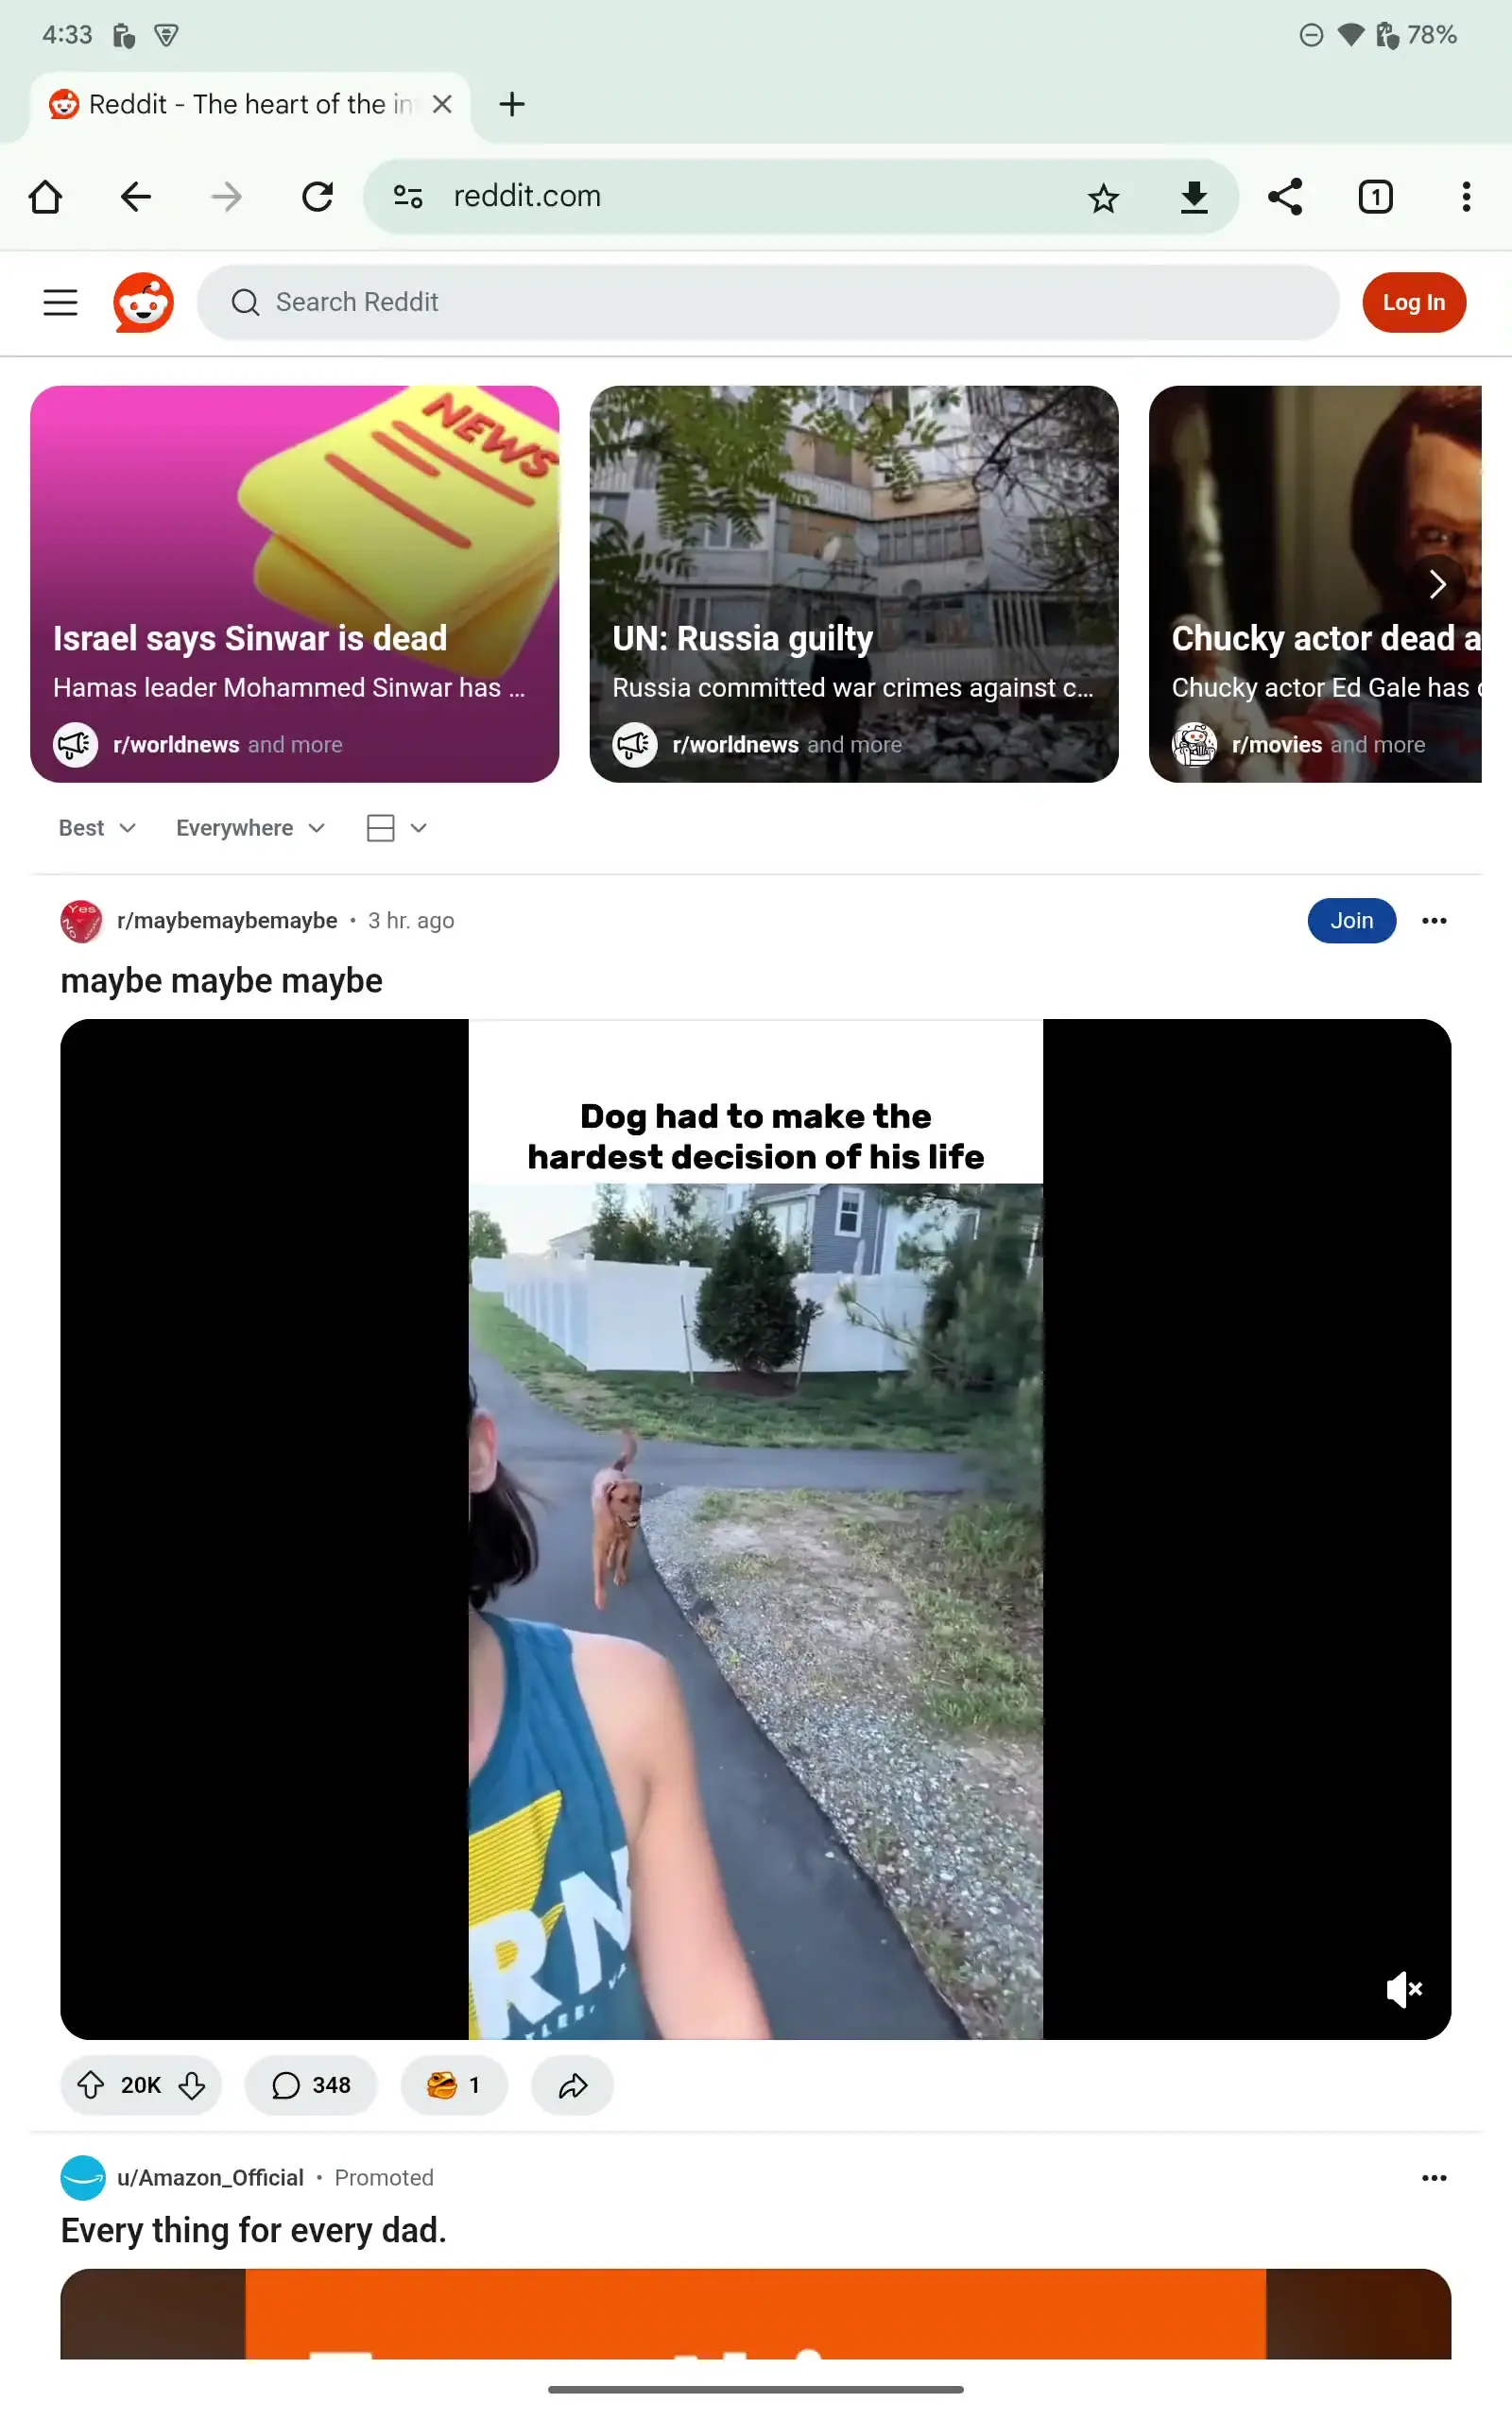 4:33
78%
Reddit - The heart of the in
reddit.com
1
Search Reddit
Log In
NEWS
Israel says Sinwar is dead
Hamas leader Mohammed Sinwar has ...
r/worldnews and more
UN: Russia guilty
Russia committed war crimes against c...
r/worldnews and more
Chucky actor dead a
Chucky actor Ed Gale has
r/movies and more
Best
Everywhere
Yes
NO
r/maybemaybemaybe • 3 hr. ago
Join
maybe maybe maybe
Dog had to make the
hardest decision of his life
RN
20K
348
1
u/Amazon_Official • Promoted
Every thing for every dad.